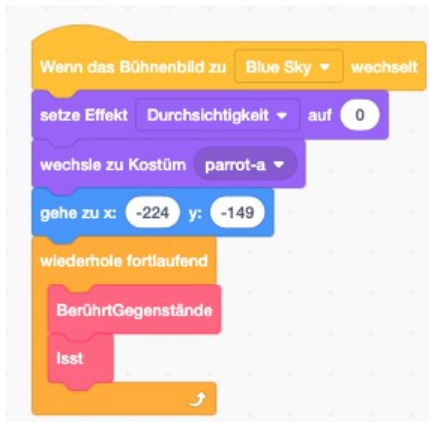 Wenn das Bühnenbild zu Blue Sky wechselt
setze Effekt Durchsichtigkeit auf 0
wechsle zu Kostüm parrot-a
gehe zu x: -224 y: -149
wiederhole fortlaufend
BerührtGegenstände
Isst